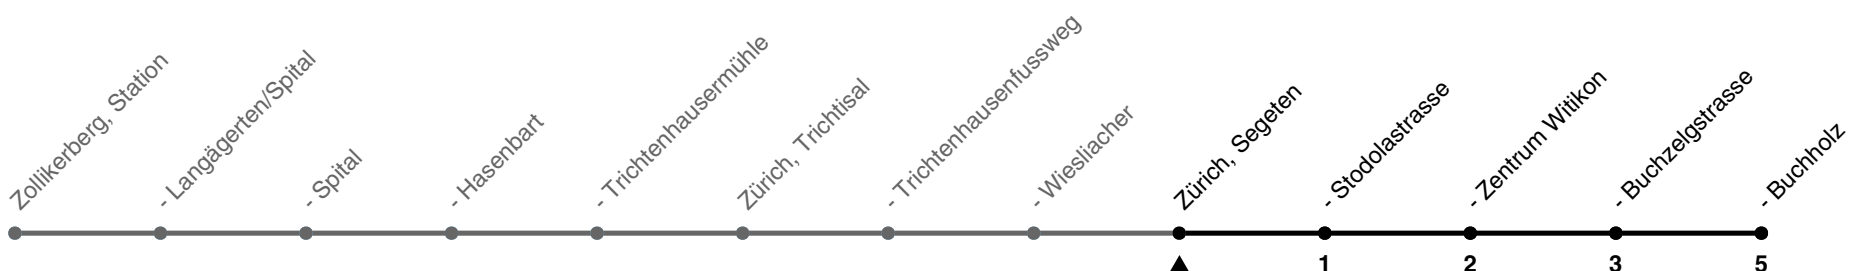 Zollikerberg, Station
- Langägerten/Spital
- Spital
- Hasenbart
- Trichtenhausermühle
Zürich, Trichtisal
- Trichtenhausenfussweg
- Wiesliacher
Zürich, Segeten
- Stodolastrasse
- Zentrum Witikon
- Buchzelgstrasse
- Buchholz
1
2
3
5